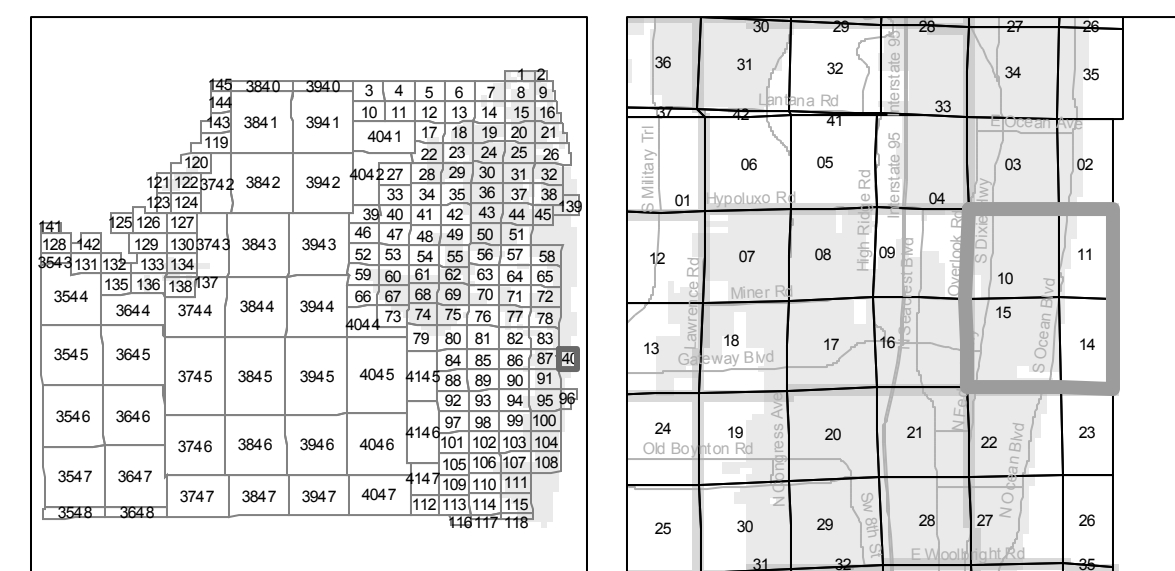 1 2
145 3840 3940 3 4 5 6 7 8 9
144 10 11 12 13 14 15 16
143 3841 3941
119 4041 17 18 19 20 21
120 22 23 24 25 26
121 122 3742 3842 3942 4042 27 28 29 30 31 32
123 124 33 34 35 36 37 38
125 126 127 39 40 41 42 43 44 45 139
141
128 142 129 130 3743 3843 3943 46 47 48 49 50 51
3543 131 132 133 134 52 53 54 55 56 57 58
135 136 138 137 59 60 61 62 63 64 65
3544 3644 3744 3844 3944 66 67 68 69 70 71 72
4044 73 74 75 76 77 78
79 80 81 82 83
3545 3645 84 85 86 87 40
3745 3845 3945 4045 4145 88 89 90 91
92 93 94 95 96
3546 3646 97 98 99 100
3746 3846 3946 4046 4146 101 102 103 104
105 106 107 108
3547 3647 4147 109 110 111
3747 3847 3947 4047 112 113 114 115
3548 3648 116 117 118
30 29 28 27 26
36 31 32 34 35
Interstate 95
Lantana Rd
33
37 42 41
E Ocean Ave
S Military Trl
06 05 03 02
Interstate 95
01 Hypoluxo Rd 04
High Ridge Rd
S Dixie Hwy
Overlook Rd
12 07 08 09 11
10
Miner Rd
Lawrence Rd
N Seacrest Blvd
S Ocean Blvd
15
13 18 17 16 14
Gateway Blvd
N Congress Ave
N Fed
24 19 20 21 22 23
Old Boynton Rd
N Ocean Blvd
Sw 8th St
25 30 29 28 27 26
E Woolbright Rd
31 32 35